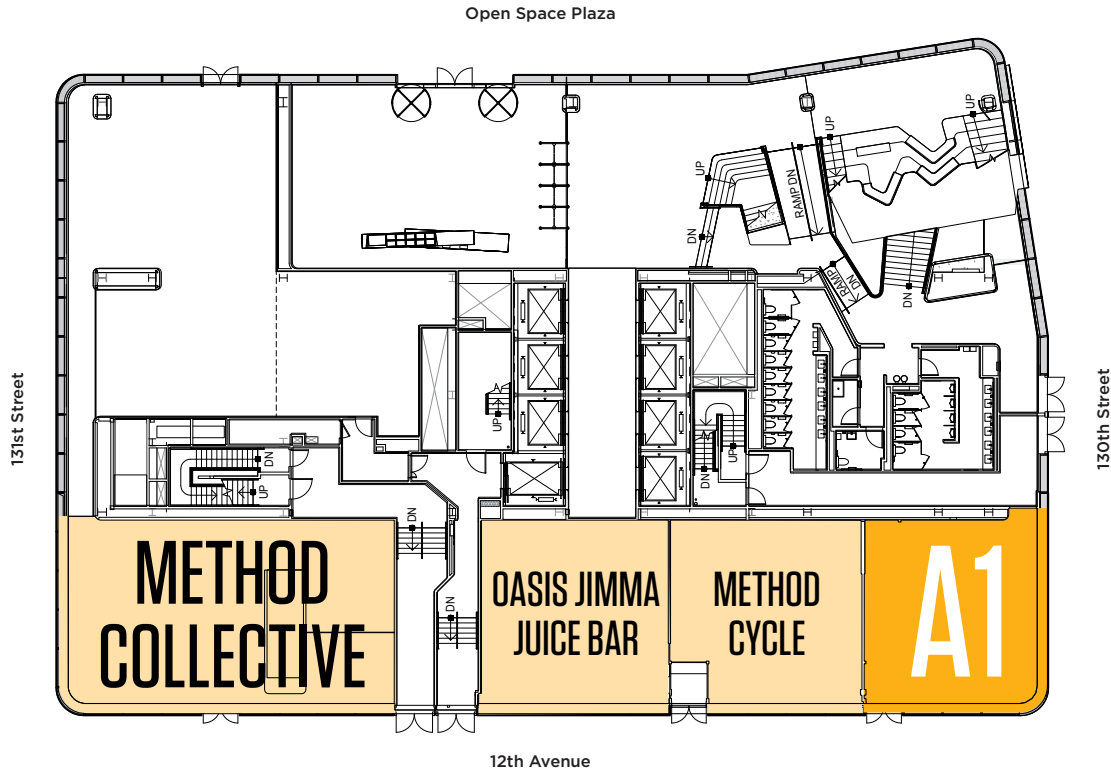 Open Space Plaza
UP
UP
UP
RAMP DN
DN
RAMP
DN
DN
131st Street
130th Street
UP
DN
UP
DN
UP
DN
DN
DN
METHOD
COLLECTIVE
OASIS JIMMA
JUICE BAR
METHOD
CYCLE
A1
12th Avenue